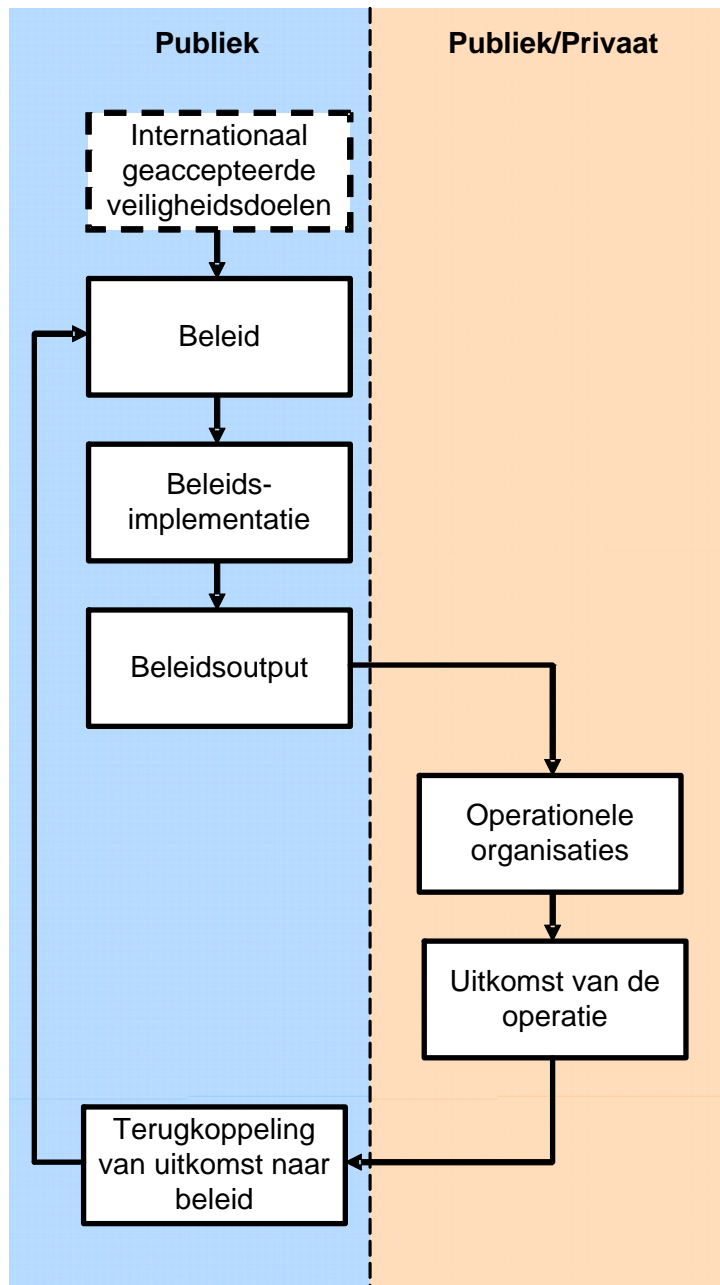 Publiek
Publiek/Privaat
Internationaal
geaccepteerde
veiligheidsdoelen
Beleid
Beleids-
implementatie
Beleidsoutput
Operationele
organisaties
Uitkomst van de
operatie
Terugkoppeling
van uitkomst naar
beleid